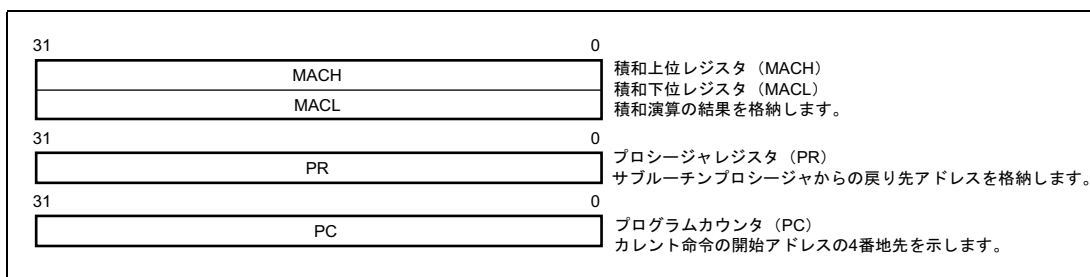 31 0
MACH
積和上位レジスタ（MACH）
MACL
積和下位レジスタ（MACL）
積和演算の結果を格納します。
31 0
PR
プロシージャレジスタ（PR）
サブルーチンプロシージャからの戻り先アドレスを格納します。
31 0
PC
プログラムカウンタ（PC）
カレント命令の開始アドレスの4番地先を示します。